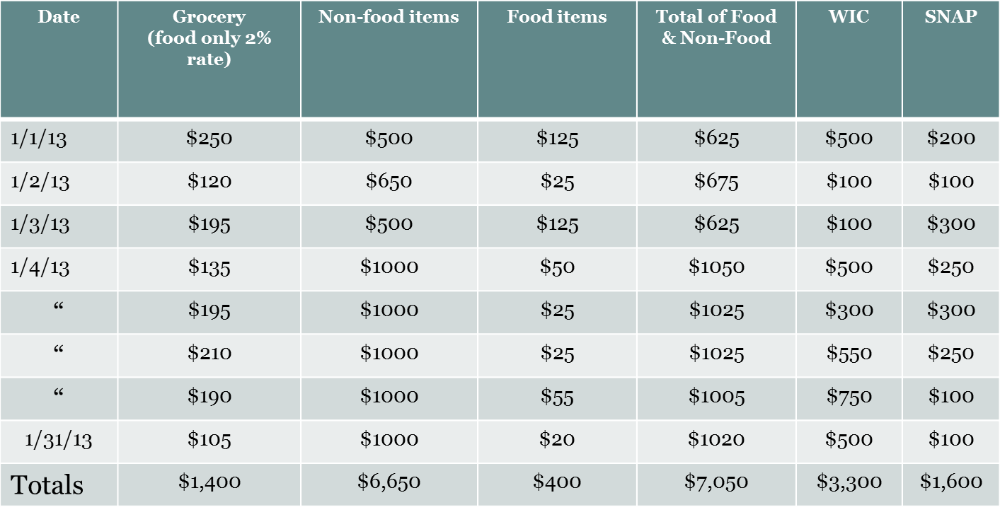 Date Grocery (food only 2% rate) Non-food items Food items Total of Food & Non-Food WIC SNAP
1/1/13 $250 $500 $125 $625 $500 $200
1/2/13 $120 $650 $25 $675 $100 $100
1/3/13 $195 $500 $125 $625 $100 $300
1/4/13 $135 $1000 $50 $1050 $500 $250
“ $195 $1000 $25 $1025 $300 $300
“ $210 $1000 $25 $1025 $550 $250
“ $190 $1000 $55 $1005 $750 $100
1/31/13 $105 $1000 $20 $1020 $500 $100
Totals $1,400 $6,650 $400 $7,050 $3,300 $1,600